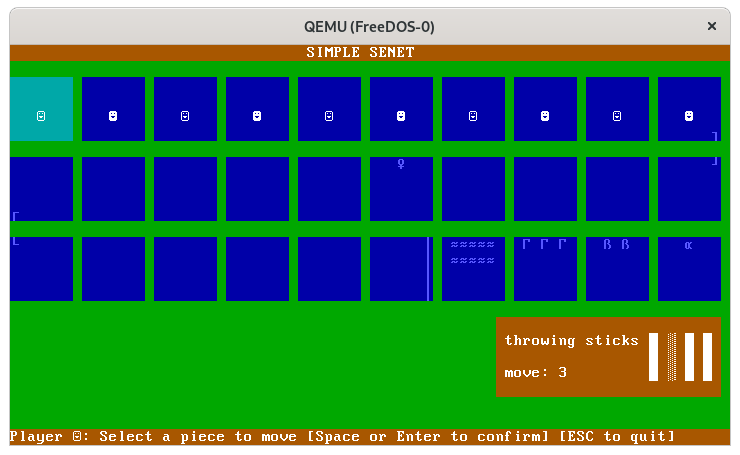 QEMU (FreeDOS-0)
SIMPLE SENET
☺ ☻ ☺ ☻ ☺ ☻ ☺ ☻ ☺ ☻
♀
≈≈≈≈≈ Γ Γ Γ ß ß α
≈≈≈≈≈
throwing sticks
move: 3
Player ☺: Select a piece to move [Space or Enter to confirm] [ESC to quit]